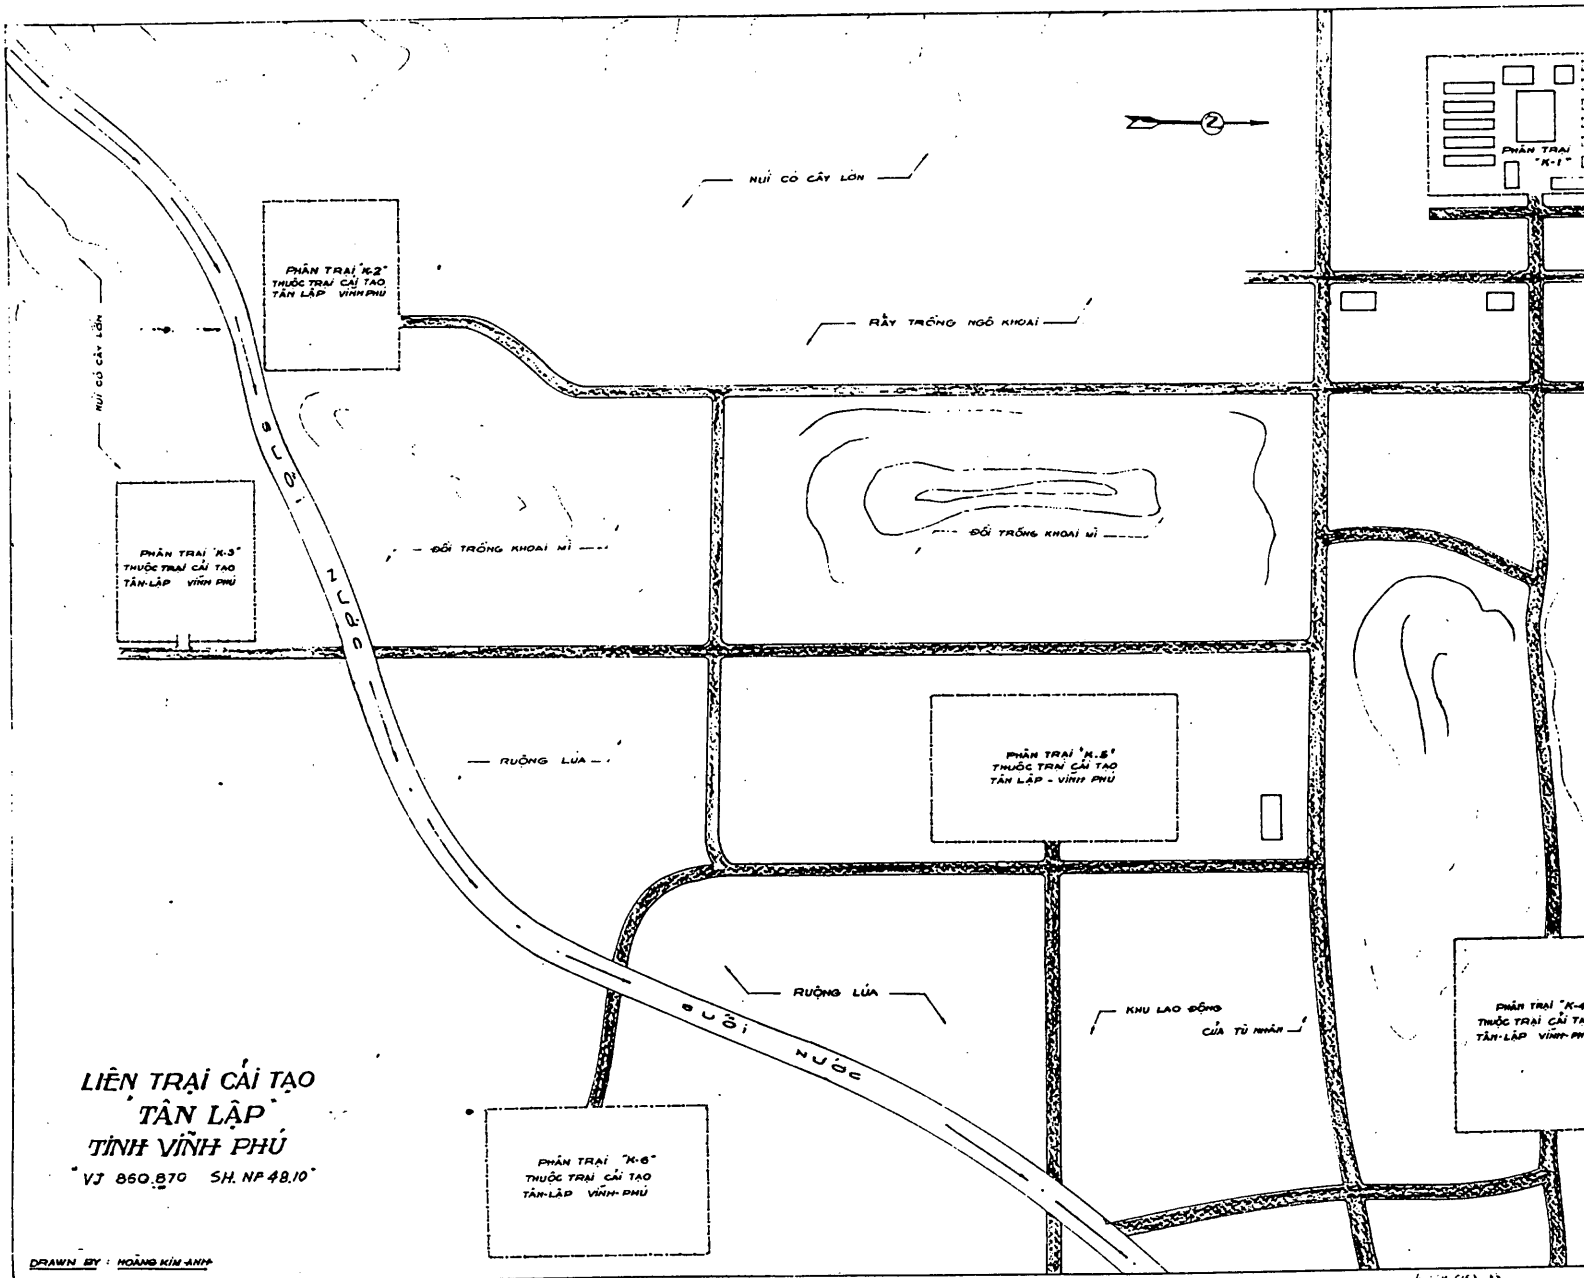 Z
PHÂN TRẠI
"K-1"
NÚI CÓ CÂY LỚN
PHÂN TRẠI "K-2"
THUỘC TRẠI CẢI TẠO
TÂN LẬP VĨNH PHÚ
NÚI CÓ CÂY LỚN
RẪY TRỒNG NGÔ KHOAI
SUỐI
NƯỚC
ĐỒI TRỒNG KHOAI MÌ
ĐỒI TRỒNG KHOAI MÌ
PHÂN TRẠI "K-3"
THUỘC TRẠI CẢI TẠO
TÂN-LẬP VĨNH PHÚ
RUỘNG LÚA
PHÂN TRẠI "K-5"
THUỘC TRẠI CẢI TẠO
TÂN LẬP - VĨNH PHÚ
RUỘNG LÚA
KHU LAO ĐỘNG
CỦA TÙ NHÂN
PHÂN TRẠI "K-4
THUỘC TRẠI CẢI TẠ
TÂN-LẬP VĨNH-PH
SUỐI NƯỚC
LIÊN TRẠI CẢI TẠO
"TÂN LẬP"
TỈNH VĨNH PHÚ
"VJ 860.870 SH. NF 48.10"
PHÂN TRẠI "K-6"
THUỘC TRẠI CẢI TẠO
TÂN-LẬP VĨNH-PHÚ
DRAWN BY : HOÀNG KIM-ANH